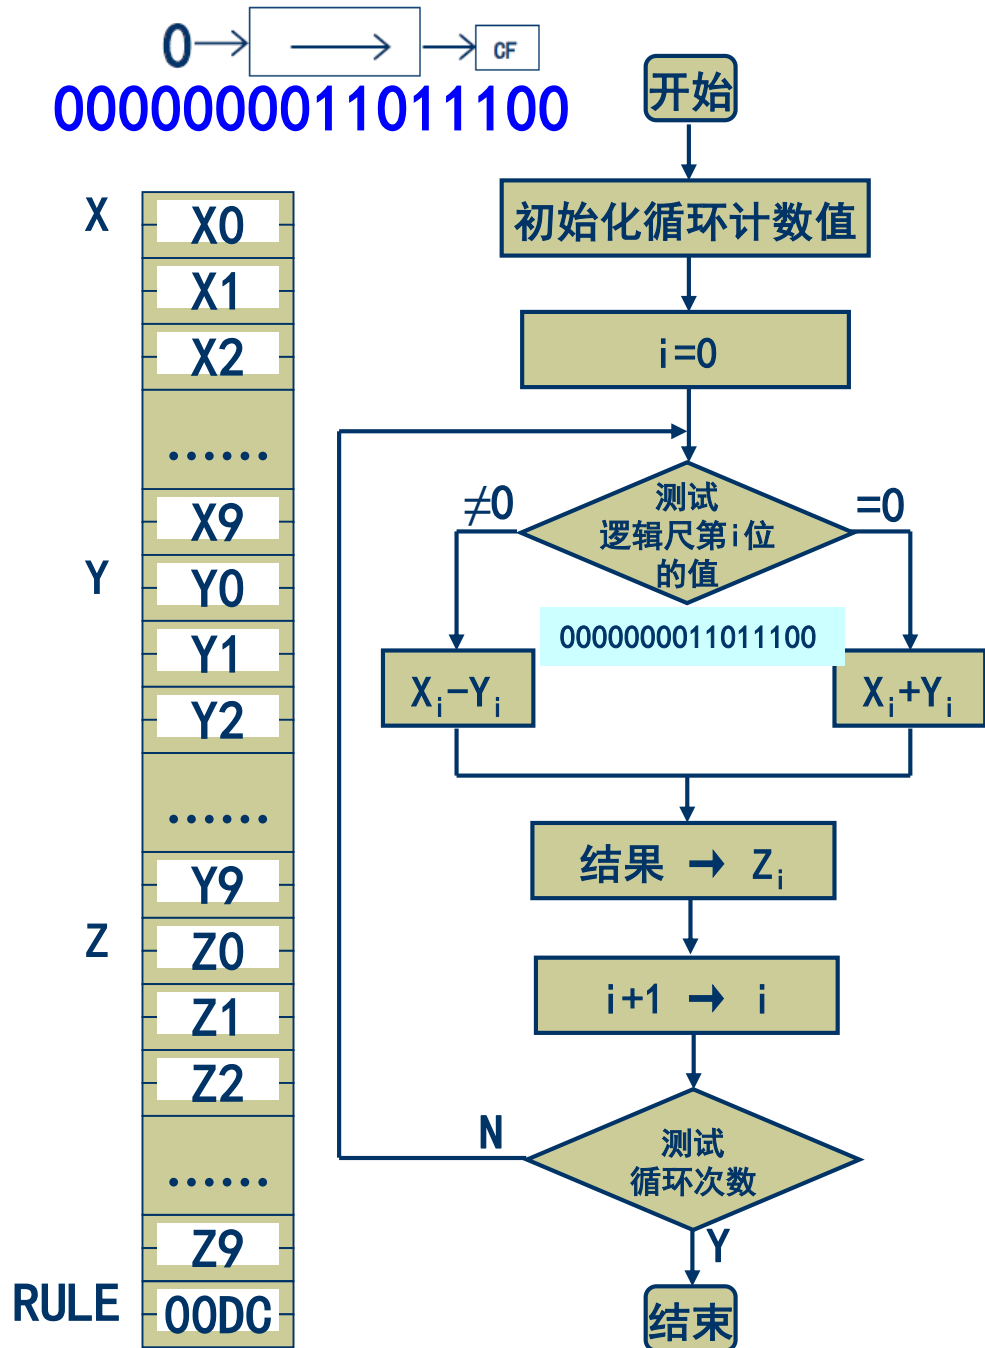 0
CF
0000000011011100
X
X0
X1
X2
......
X9
Y
Y0
Y1
Y2
......
Y9
Z
Z0
Z1
Z2
......
Z9
RULE
00DC
开始
初始化循环计数值
i=0
测试
逻辑尺第i位
的值
≠0
=0
0000000011011100
Xi-Yi
Xi+Yi
结果 → Zi
i+1 → i
测试
循环次数
N
Y
结束